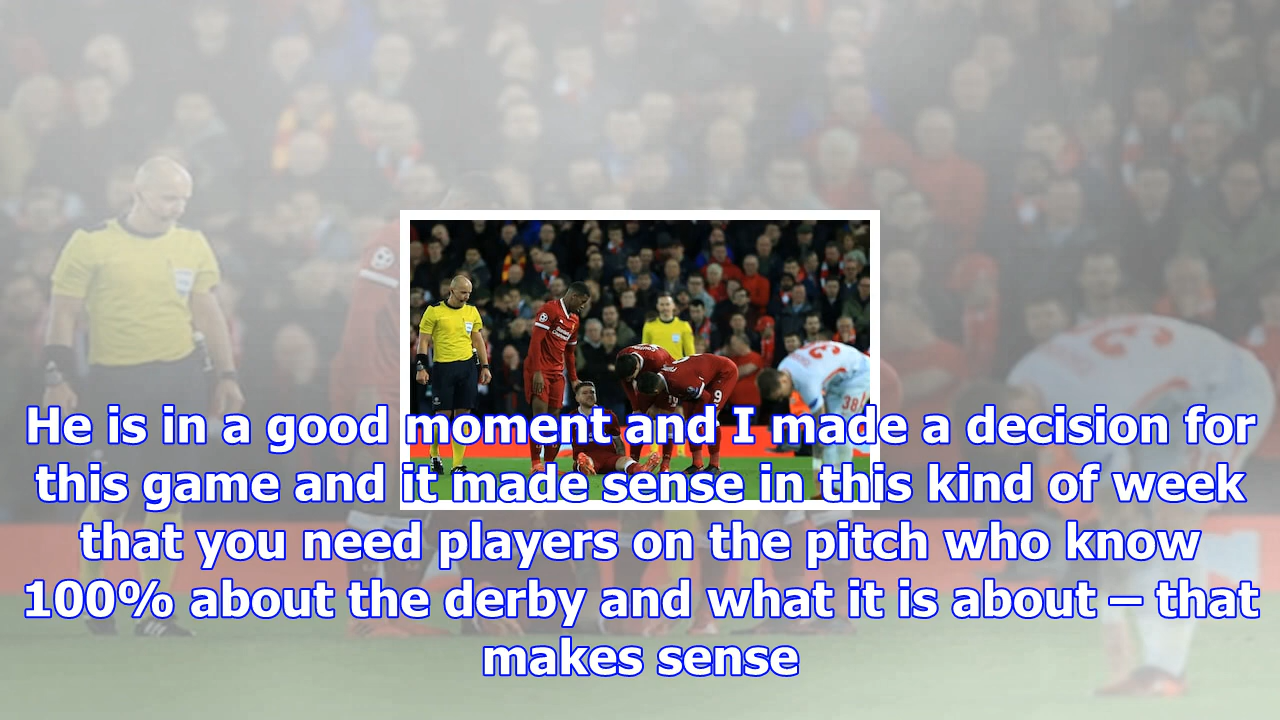 He is in a good moment and I made a decision for
this game and it made sense in this kind of week
that you need players on the pitch who know
100% about the derby and what it is about – that
makes sense
38
9